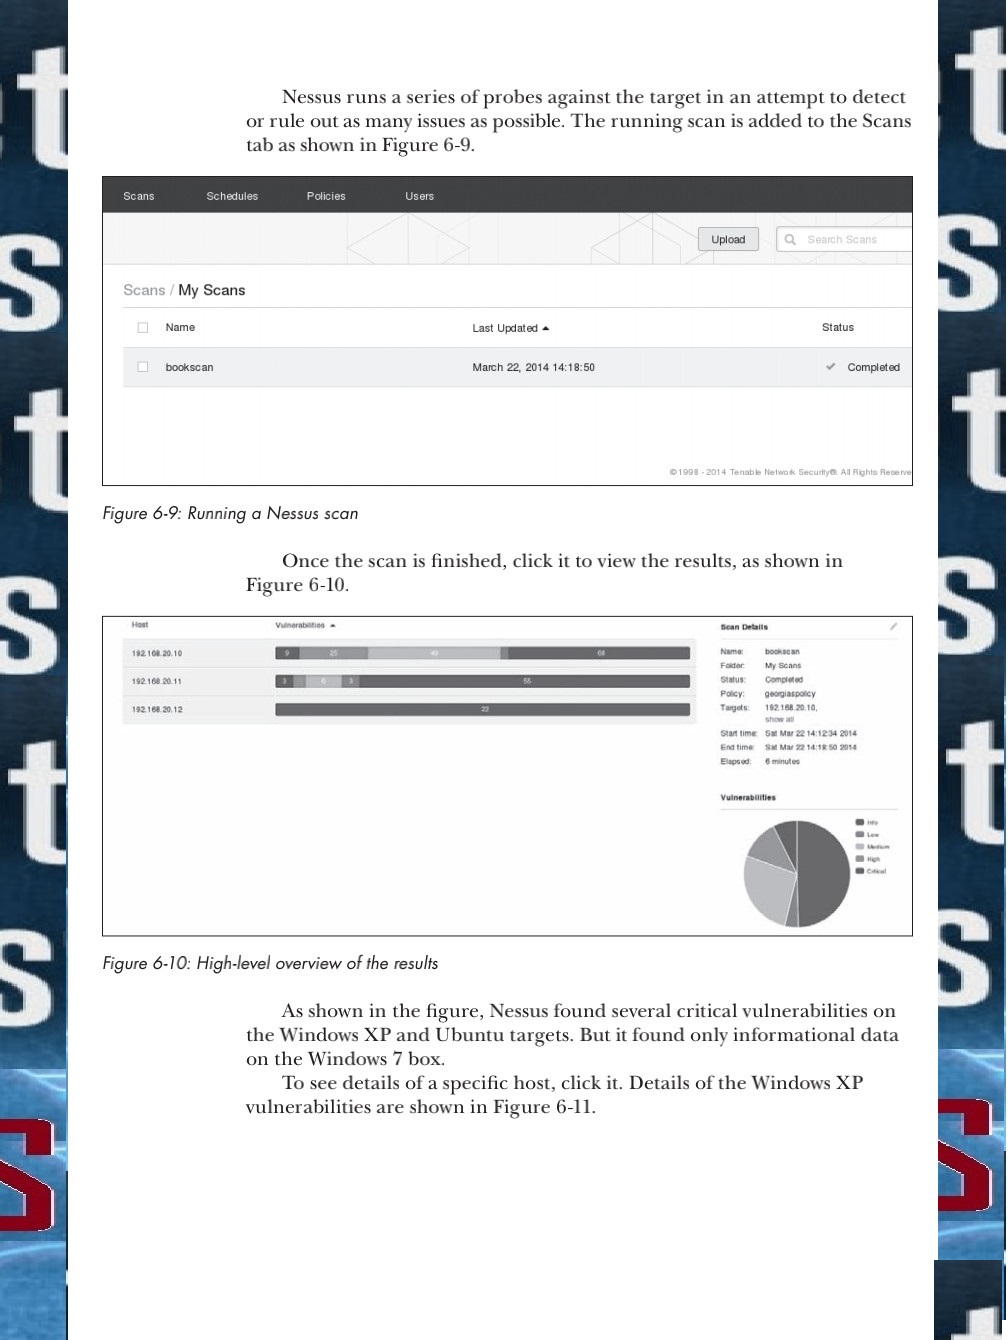 Nessus runs a series of probes against the target in an attempt to detect
or rule out as many issues as possible. The running scan is added to the Scans
tab as shown in Figure 6-9.
Scans Schedules Policies Users
Upload Search Scans
Scans / My Scans
Name Last Updated Status
bookscan March 22, 2014 14:18:50 Completed
©1998 - 2014 Tenable Network Security®. All Rights Reserve
Figure 6-9: Running a Nessus scan
Once the scan is finished, click it to view the results, as shown in
Figure 6-10.
Host Vulnerabilities
192.168.20.10 9 25 68
192.168.20.11 3 6 3 55
192.168.20.12 22
Scan Details
Name: bookscan
Folder: My Scans
Status: Completed
Policy: georgiaspolicy
Targets: 192.168.20.10,
show all
Start time: Sat Mar 22 14:12:34 2014
End time: Sat Mar 22 14:18:50 2014
Elapsed: 6 minutes
Vulnerabilities
Info
Low
Medium
High
Critical
Figure 6-10: High-level overview of the results
As shown in the figure, Nessus found several critical vulnerabilities on
the Windows XP and Ubuntu targets. But it found only informational data
on the Windows 7 box.
To see details of a specific host, click it. Details of the Windows XP
vulnerabilities are shown in Figure 6-11.